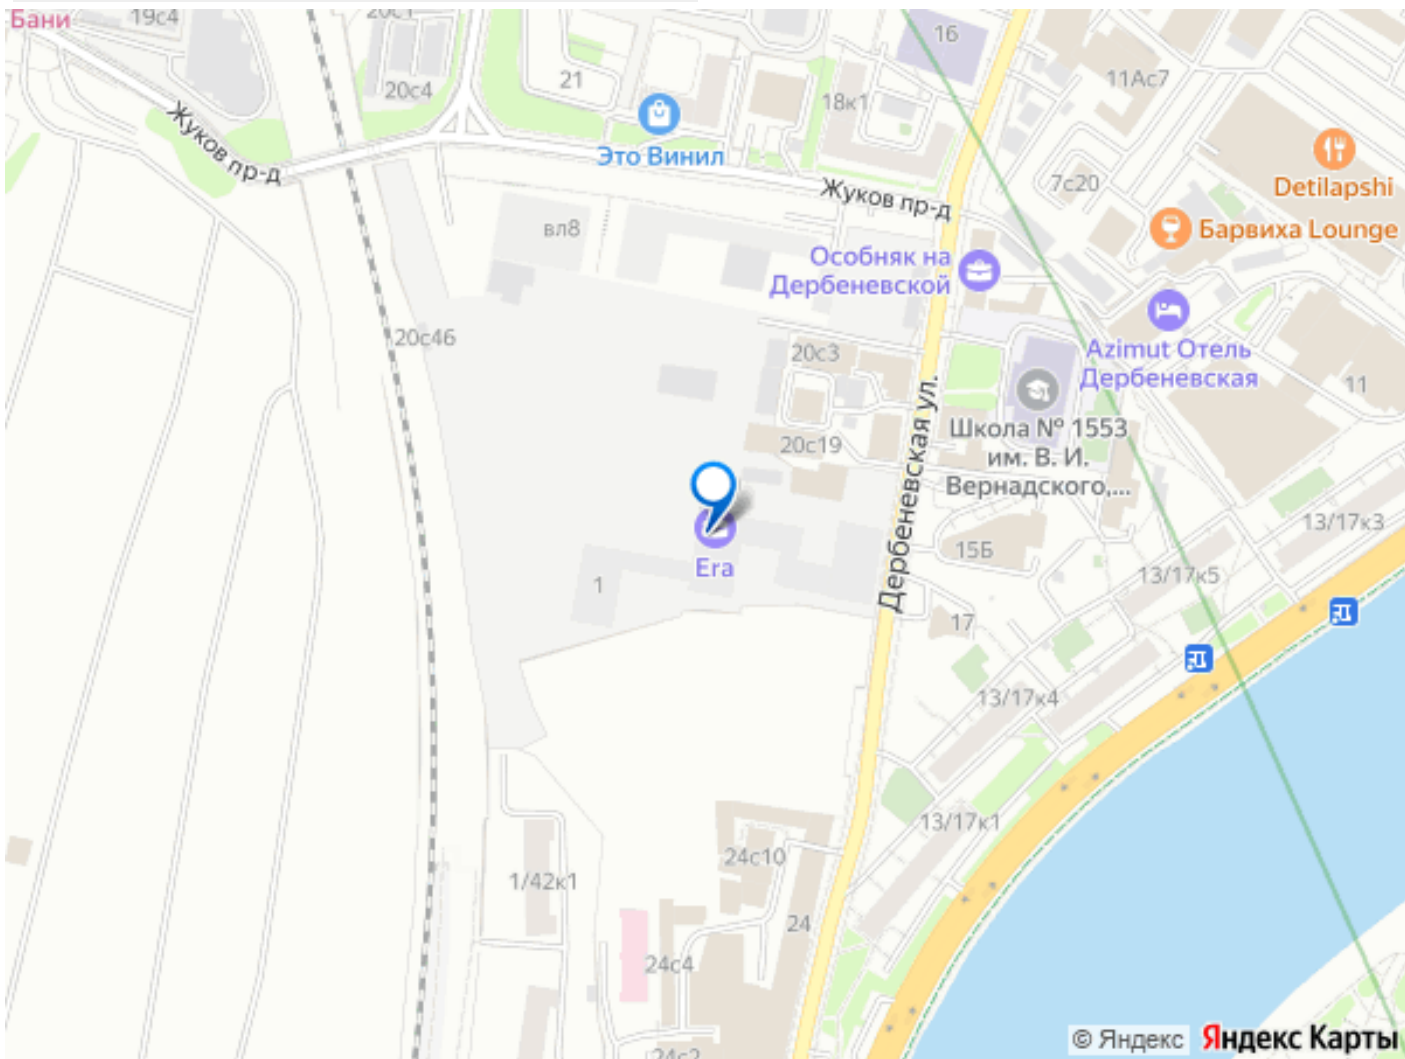 Бани
19с4
20с1
20с4
21
Это Винил
18к1
16
11Ас7
Detilapshi
Жуков пр-д
Жуков пр-д
7с20
Барвиха Lounge
вл8
Особняк на
Дербеневской
Azimut Отель
Дербеневская
20с46
20с3
11
Дербеневская ул.
20с19
Школа № 1553
им. В. И.
Вернадского,...
13/17к3
15Б
13/17к5
Era
1
17
13/17к4
13/17к1
24с10
1/42к1
24
24с4
24с2
© Яндекс Яндекс Карты